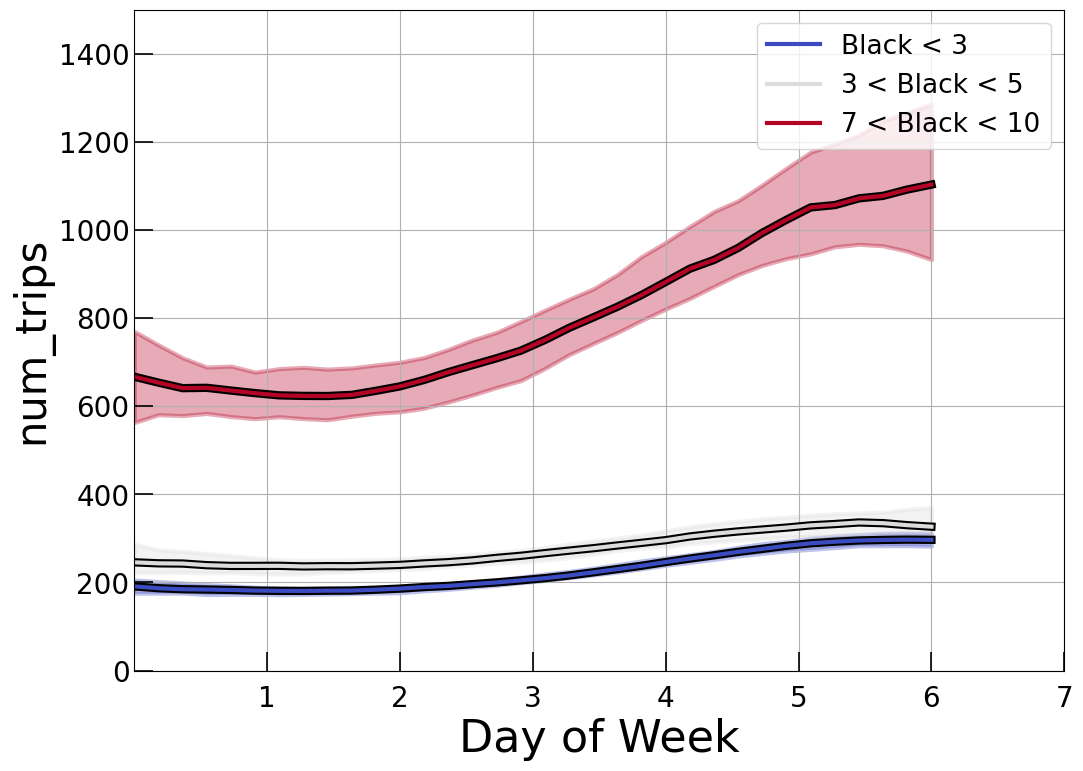 1400
1200
1000
800
600
400
200
0
num_trips
1 2 3 4 5 6 7
Day of Week
Black < 3
3 < Black < 5
7 < Black < 10